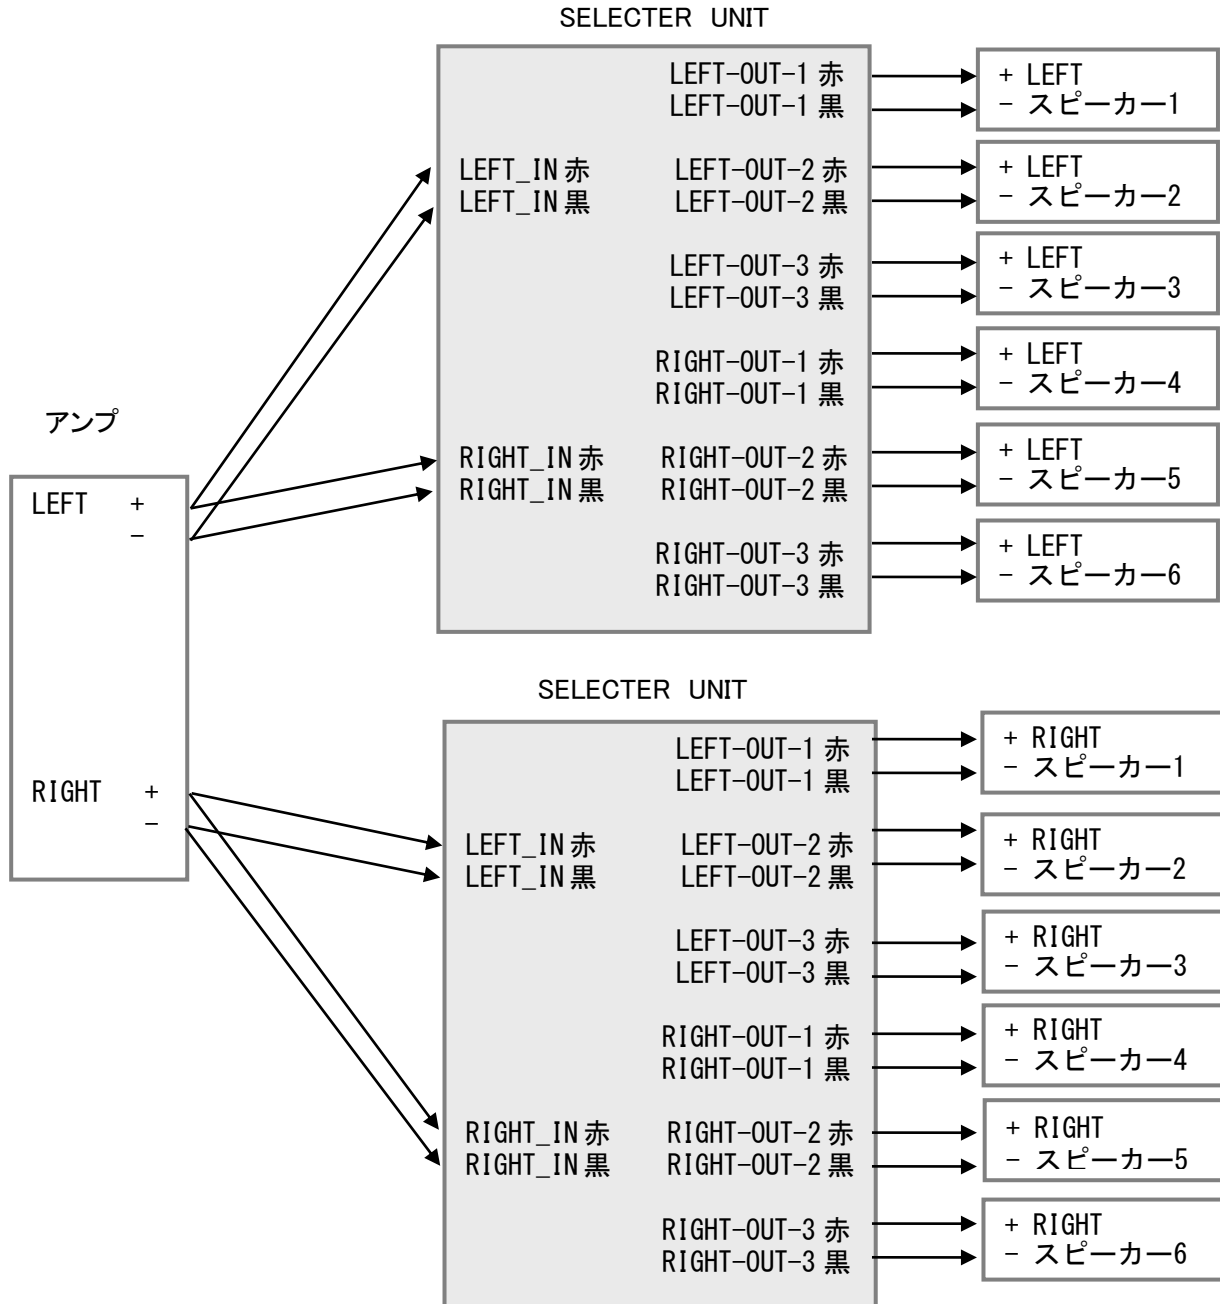 SELECTER UNIT
LEFT-OUT-1 赤
LEFT-OUT-1 黒
+ LEFT
- スピーカー1
LEFT_IN 赤 LEFT-OUT-2 赤
LEFT_IN 黒 LEFT-OUT-2 黒
+ LEFT
- スピーカー2
LEFT-OUT-3 赤
LEFT-OUT-3 黒
+ LEFT
- スピーカー3
RIGHT-OUT-1 赤
RIGHT-OUT-1 黒
+ LEFT
- スピーカー4
アンプ
RIGHT_IN 赤 RIGHT-OUT-2 赤
RIGHT_IN 黒 RIGHT-OUT-2 黒
+ LEFT
- スピーカー5
LEFT +
-
RIGHT-OUT-3 赤
RIGHT-OUT-3 黒
+ LEFT
- スピーカー6
SELECTER UNIT
LEFT-OUT-1 赤
LEFT-OUT-1 黒
+ RIGHT
- スピーカー1
RIGHT +
-
LEFT_IN 赤 LEFT-OUT-2 赤
LEFT_IN 黒 LEFT-OUT-2 黒
+ RIGHT
- スピーカー2
LEFT-OUT-3 赤
LEFT-OUT-3 黒
+ RIGHT
- スピーカー3
RIGHT-OUT-1 赤
RIGHT-OUT-1 黒
+ RIGHT
- スピーカー4
RIGHT_IN 赤 RIGHT-OUT-2 赤
RIGHT_IN 黒 RIGHT-OUT-2 黒
+ RIGHT
- スピーカー5
RIGHT-OUT-3 赤
RIGHT-OUT-3 黒
+ RIGHT
- スピーカー6